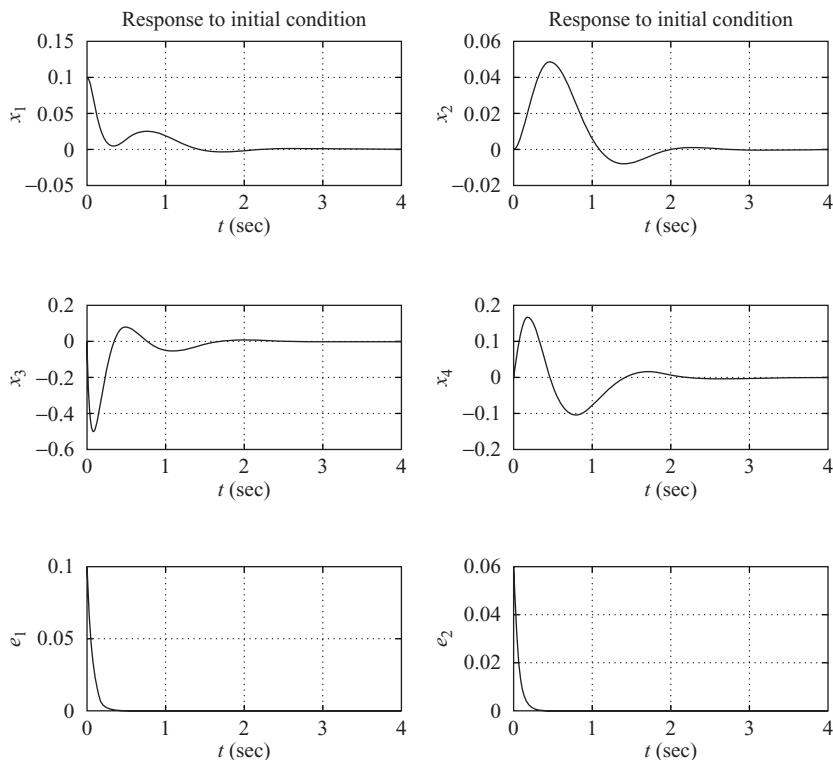 Response to initial condition
0.15
0.1
0.05
0
−0.05
x1
0 1 2 3 4
t (sec)
Response to initial condition
0.06
0.04
0.02
0
−0.02
x2
0 1 2 3 4
t (sec)
0.2
0
−0.2
−0.4
−0.6
x3
0 1 2 3 4
t (sec)
0.2
0.1
0
−0.1
−0.2
x4
0 1 2 3 4
t (sec)
0.1
0.05
0
e1
0 1 2 3 4
t (sec)
0.06
0.04
0.02
0
e2
0 1 2 3 4
t (sec)